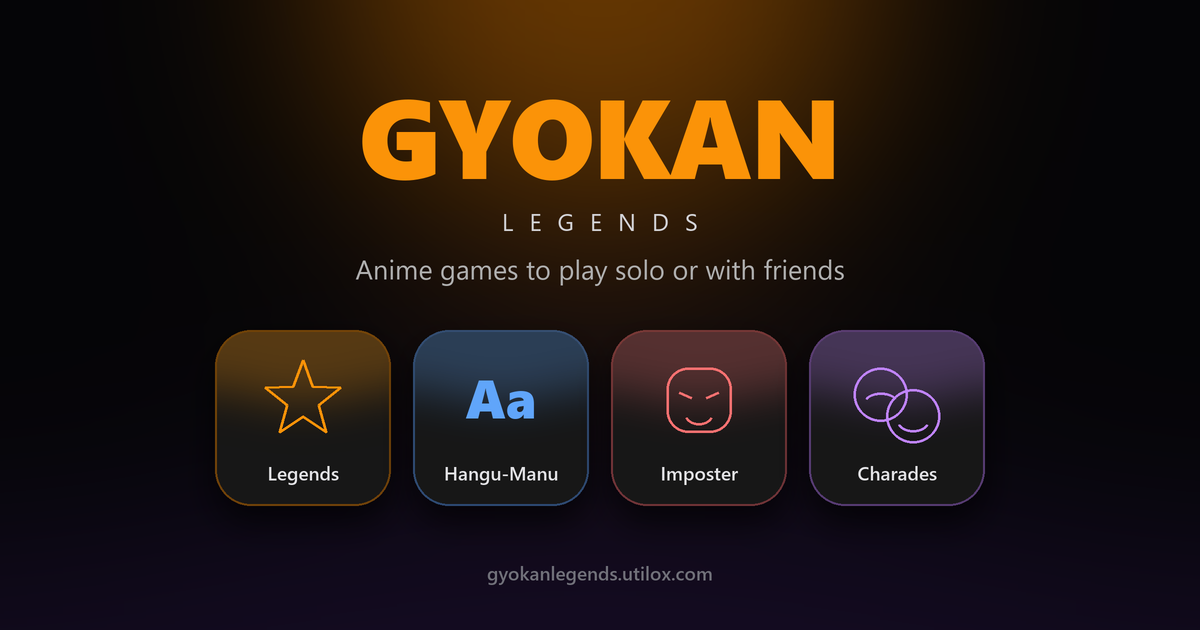 GYOKAN
LEGENDS
Anime games to play solo or with friends
Aa
Legends
Hangu-Manu
Imposter
Charades
gyokanlegends.utilox.com